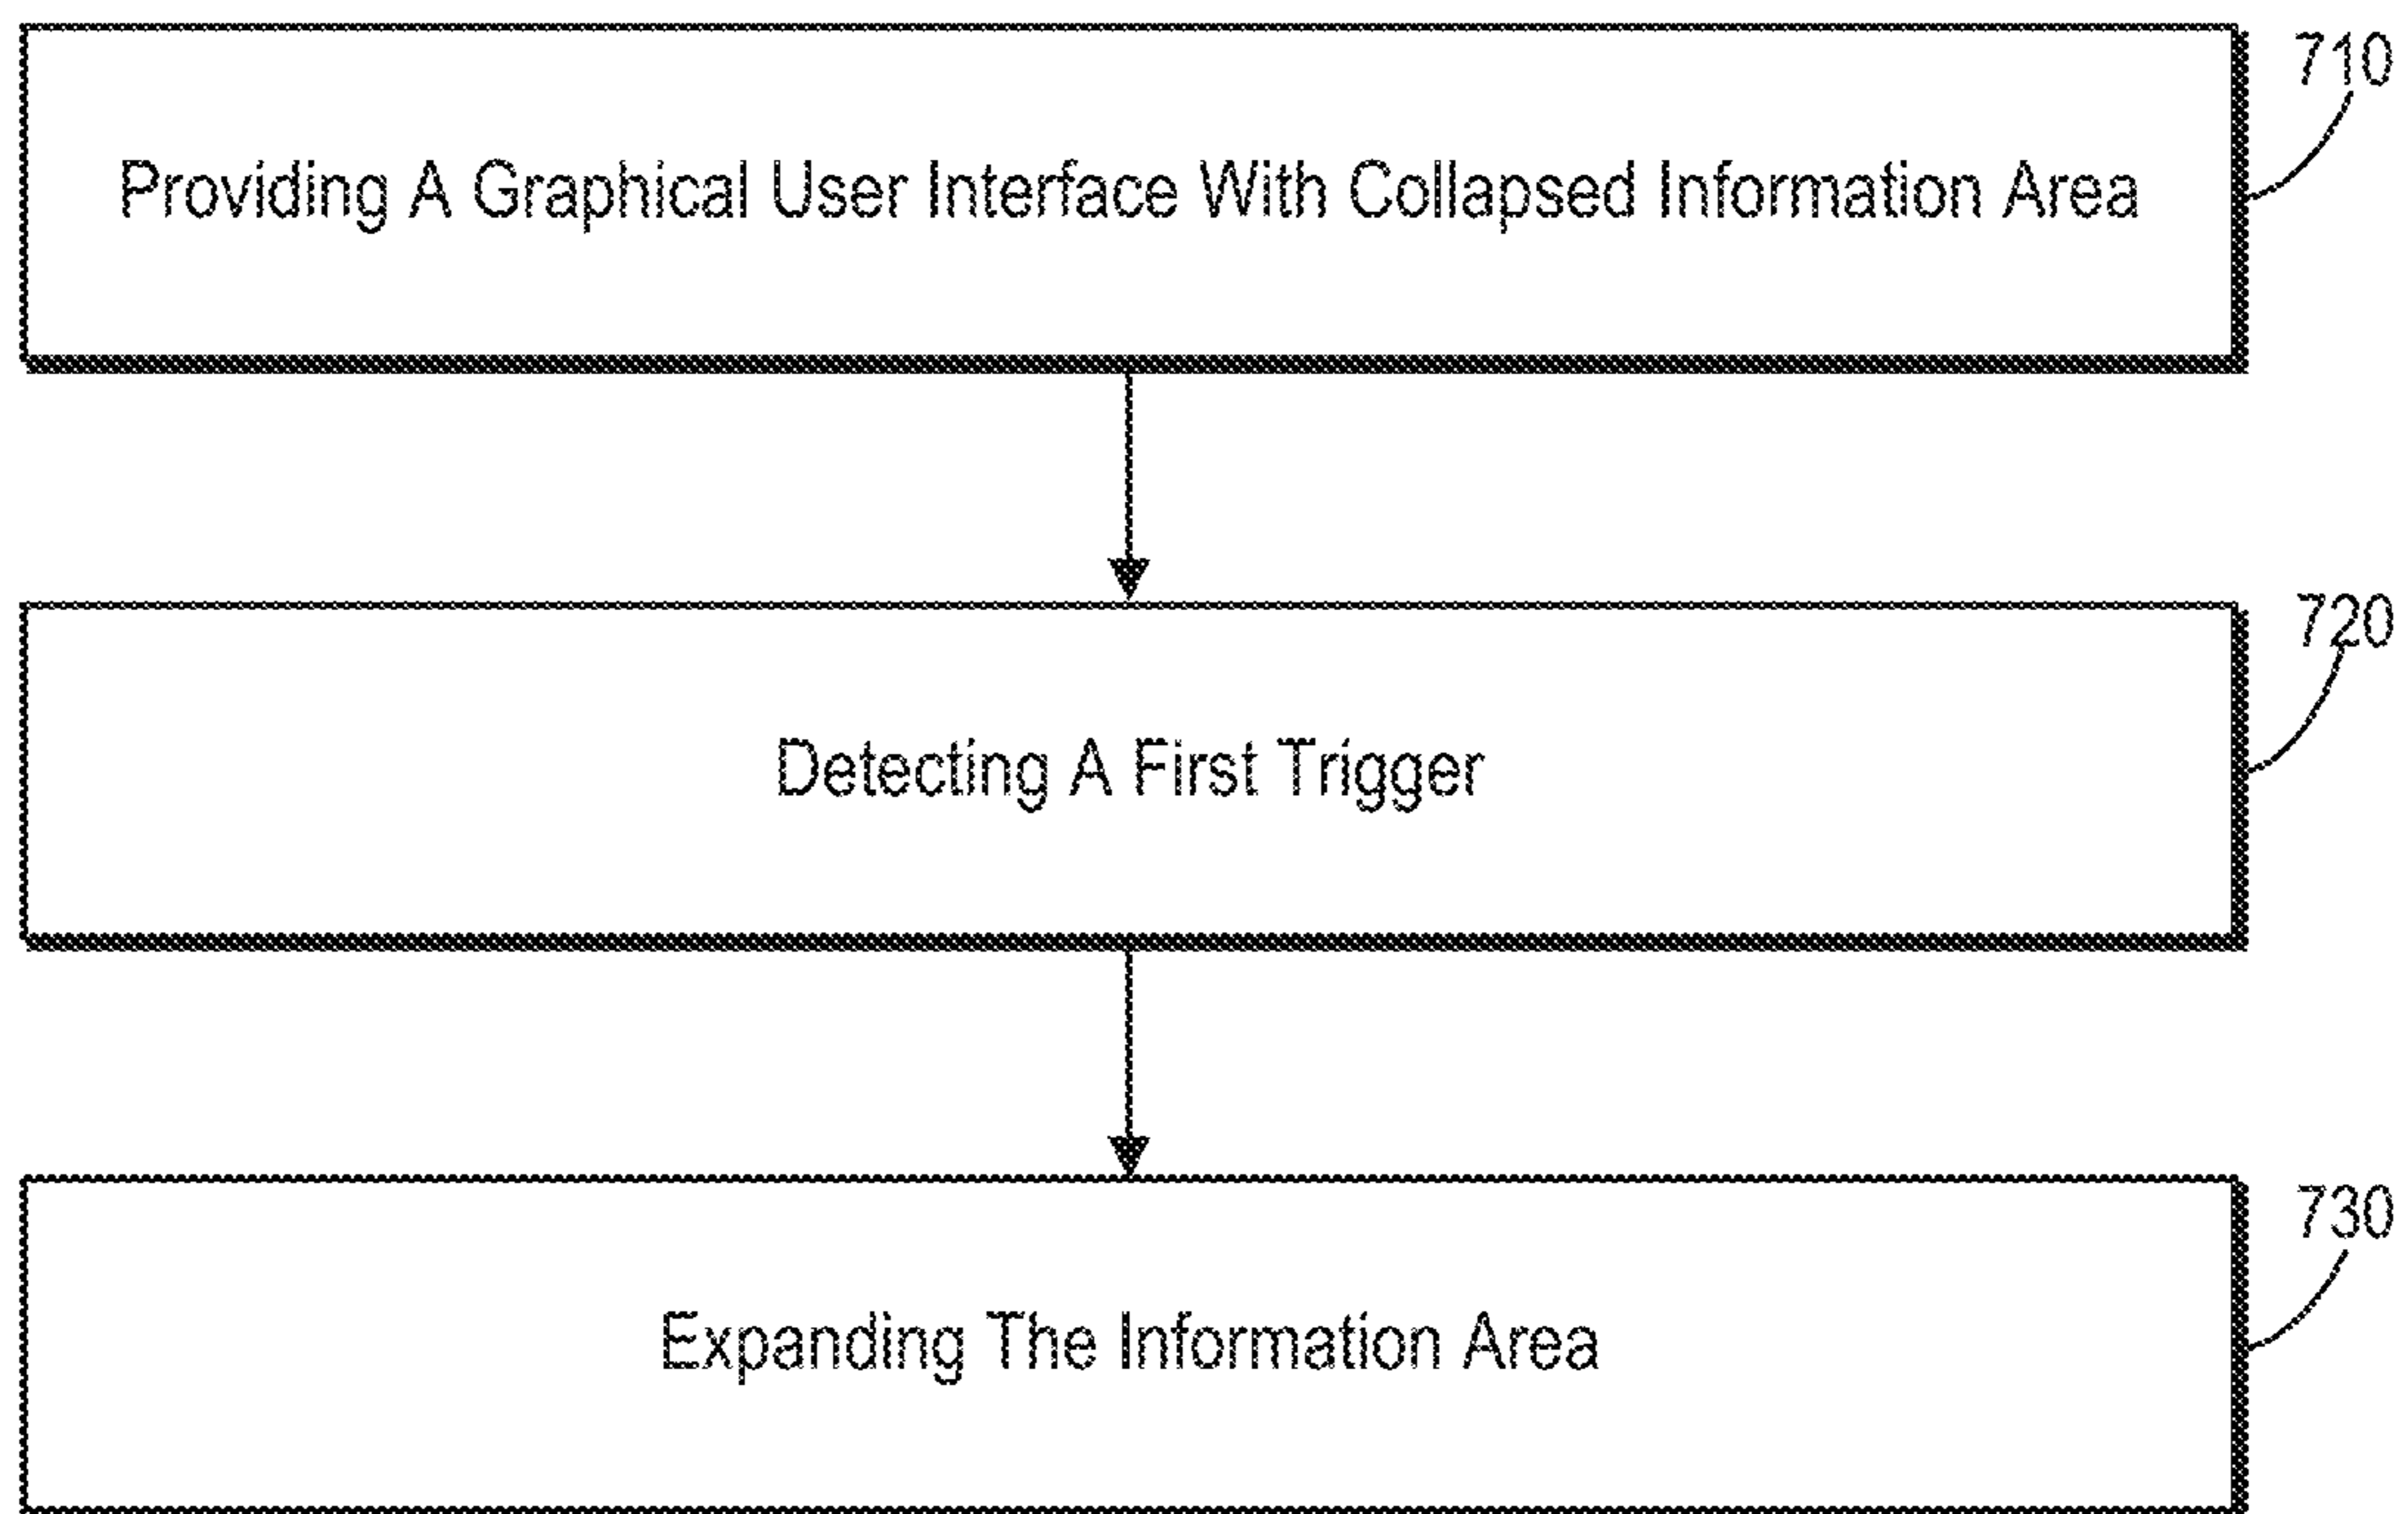 710
Providing A Graphical User Interface With Collapsed Information Area
720
Detecting A First Trigger
730
Expanding The Information Area